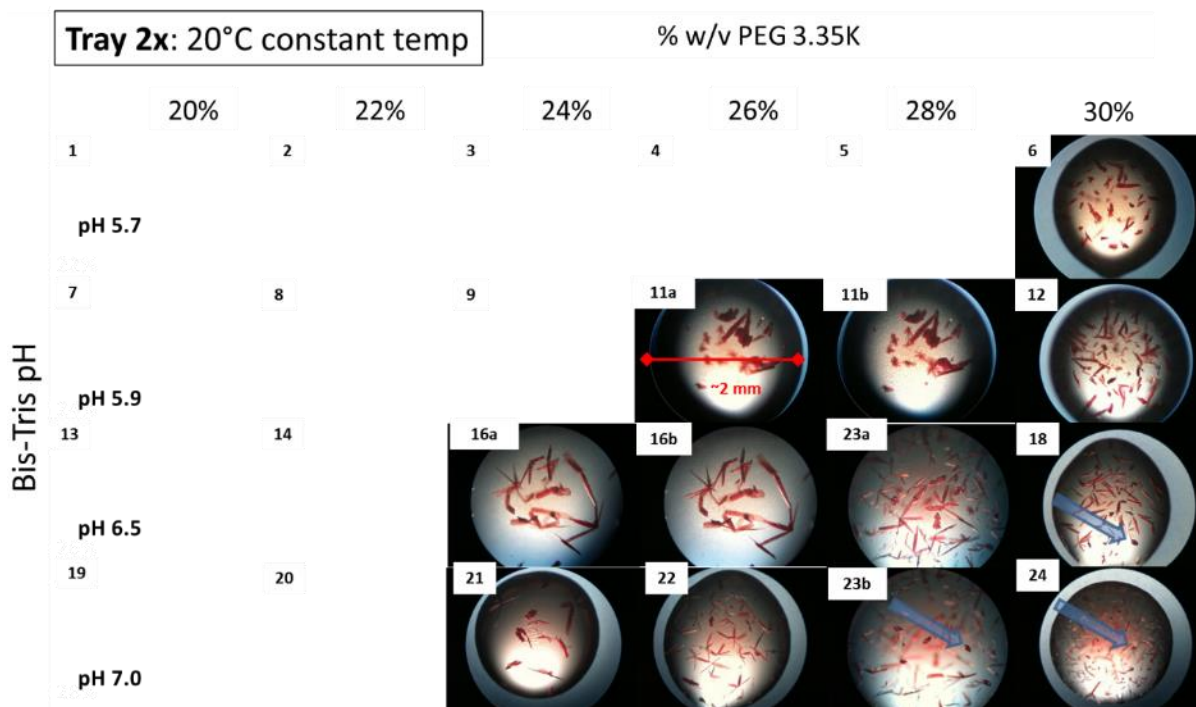 Tray 2x: 20°C constant temp
% w/v PEG 3.35K
20% 22% 24% 26% 28% 30%
1 2 3 4 5 6
pH 5.7
7 8 9 11a 11b 12
~2 mm
pH 5.9
13 14 16a 16b 23a 18
Bis-Tris pH
pH 6.5
19 20 21 22 23b 24
pH 7.0